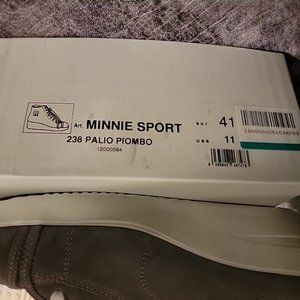 Art. MINNIE SPORT
eur 41
238 PALIO PIOMBO
usa 11
12000084